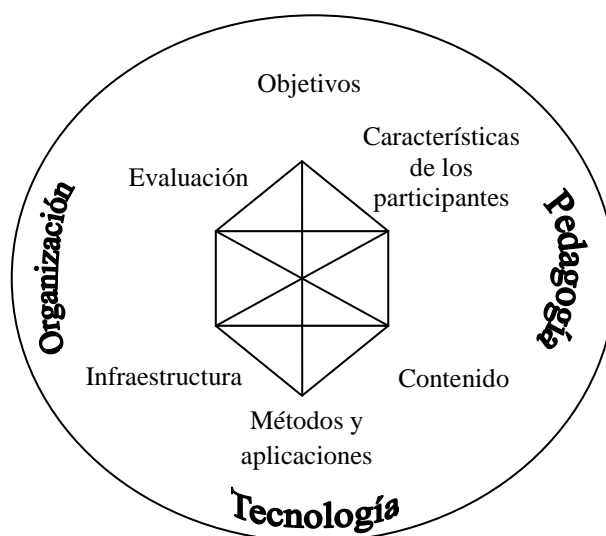 Objetivos
Características
de los
participantes
Evaluación
Organización
Pedagogía
Infraestructura
Contenido
Métodos y
aplicaciones
Tecnología